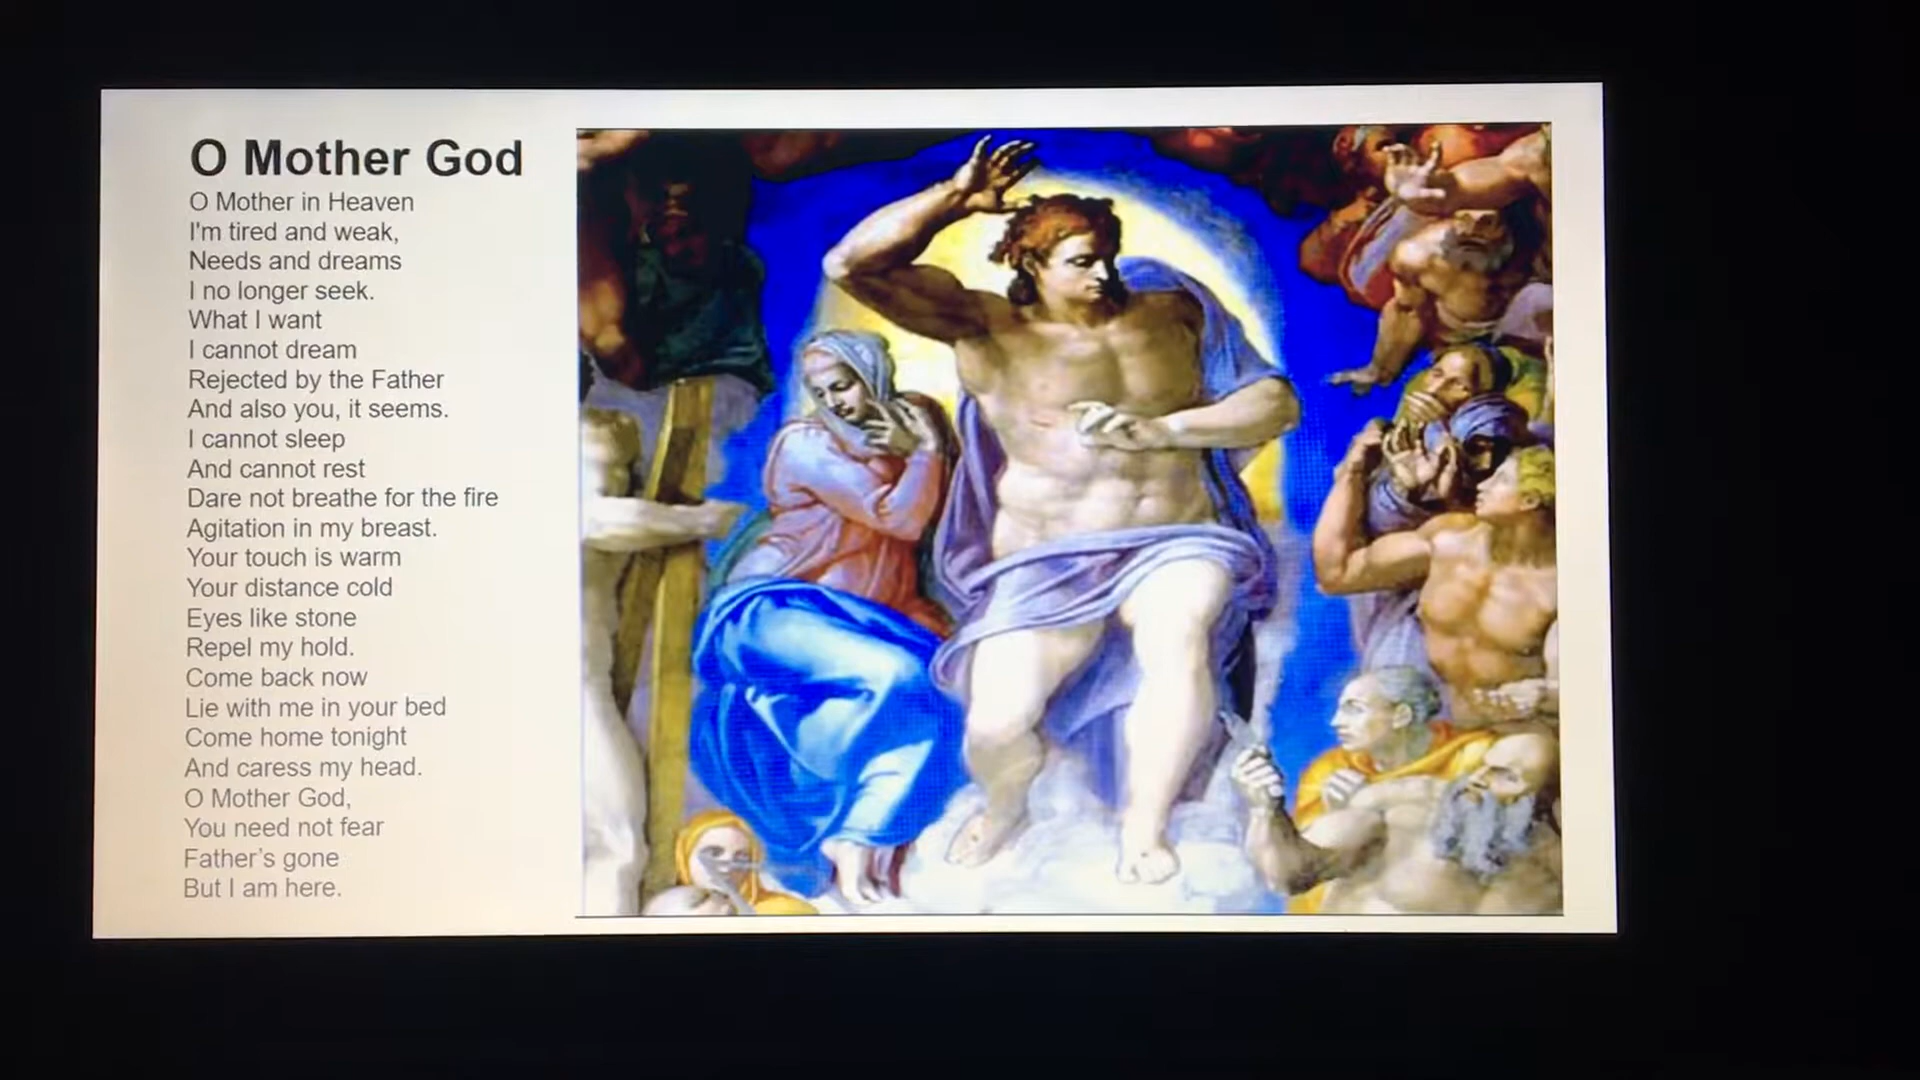 O Mother God
O Mother in Heaven
I'm tired and weak,
Needs and dreams
I no longer seek.
What I want
I cannot dream
Rejected by the Father
And also you, it seems.
I cannot sleep
And cannot rest
Dare not breathe for the fire
Agitation in my breast.
Your touch is warm
Your distance cold
Eyes like stone
Repel my hold.
Come back now
Lie with me in your bed
Come home tonight
And caress my head.
O Mother God,
You need not fear
Father’s gone
But I am here.